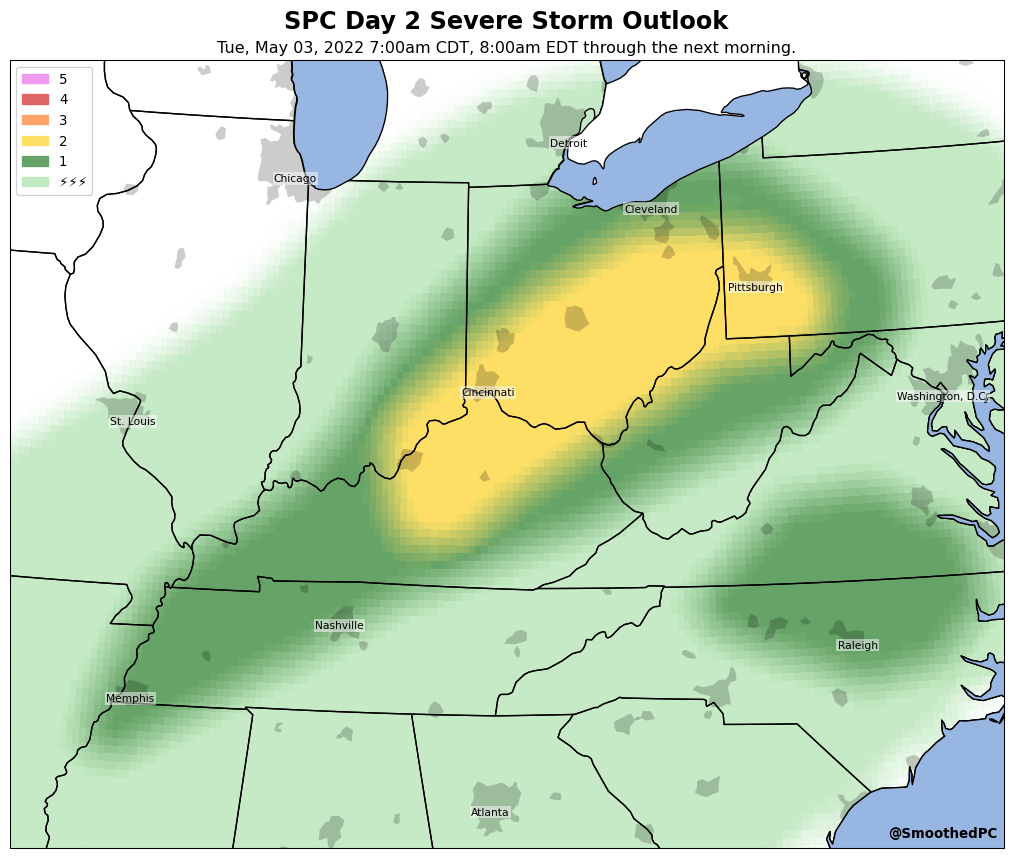 SPC Day 2 Severe Storm Outlook
Tue, May 03, 2022 7:00am CDT, 8:00am EDT through the next morning.
5
4
3
2
1
⚡⚡⚡
Detroit
Chicago
Cleveland
Pittsburgh
Cincinnati
Washington, D.C.
St. Louis
Nashville
Raleigh
Memphis
Atlanta
@SmoothedPC